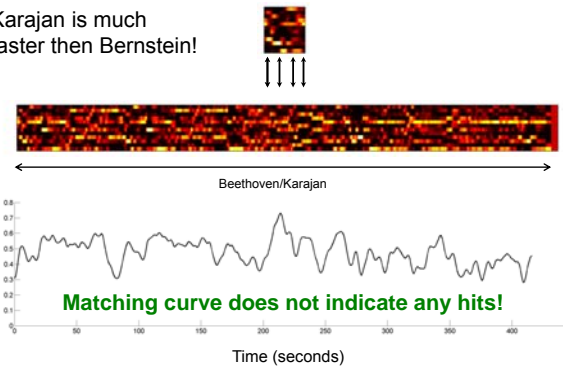 Karajan is much
aster then Bernstein!
Beethoven/Karajan
0.8
0.7
0.6
0.5
0.4
0.3
0.2
0.1
0
Matching curve does not indicate any hits!
0 50 100 150 200 250 300 350 400
Time (seconds)